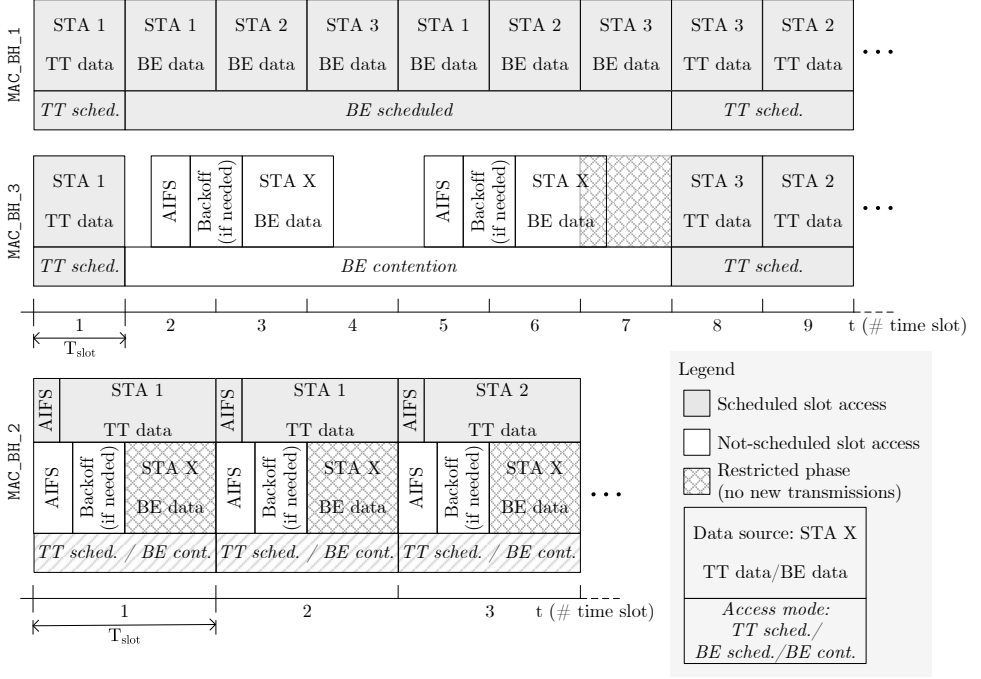 MAC_BH_1
STA 1 STA 1 STA 2 STA 3 STA 1 STA 2 STA 3 STA 3 STA 2
TT data BE data BE data BE data BE data BE data BE data TT data TT data
...
TT sched. BE scheduled TT sched.
MAC_BH_3
STA 1 AIFS Backoff (if needed) STA X AIFS Backoff (if needed) STA X STA 3 STA 2
TT data BE data BE data TT data TT data
...
TT sched. BE contention TT sched.
1 2 3 4 5 6 7 8 9 t (# time slot)
Tslot
MAC_BH_2
AIFS STA 1 AIFS STA 1 AIFS STA 2
TT data TT data TT data
AIFS Backoff (if needed) STA X AIFS Backoff (if needed) STA X AIFS Backoff (if needed) STA X
BE data BE data BE data
...
TT sched. / BE cont. TT sched. / BE cont. TT sched. / BE cont.
1 2 3 t (# time slot)
Tslot
Legend
Scheduled slot access
Not-scheduled slot access
Restricted phase
(no new transmissions)
Data source: STA X
TT data/BE data
Access mode:
TT sched./
BE sched./BE cont.